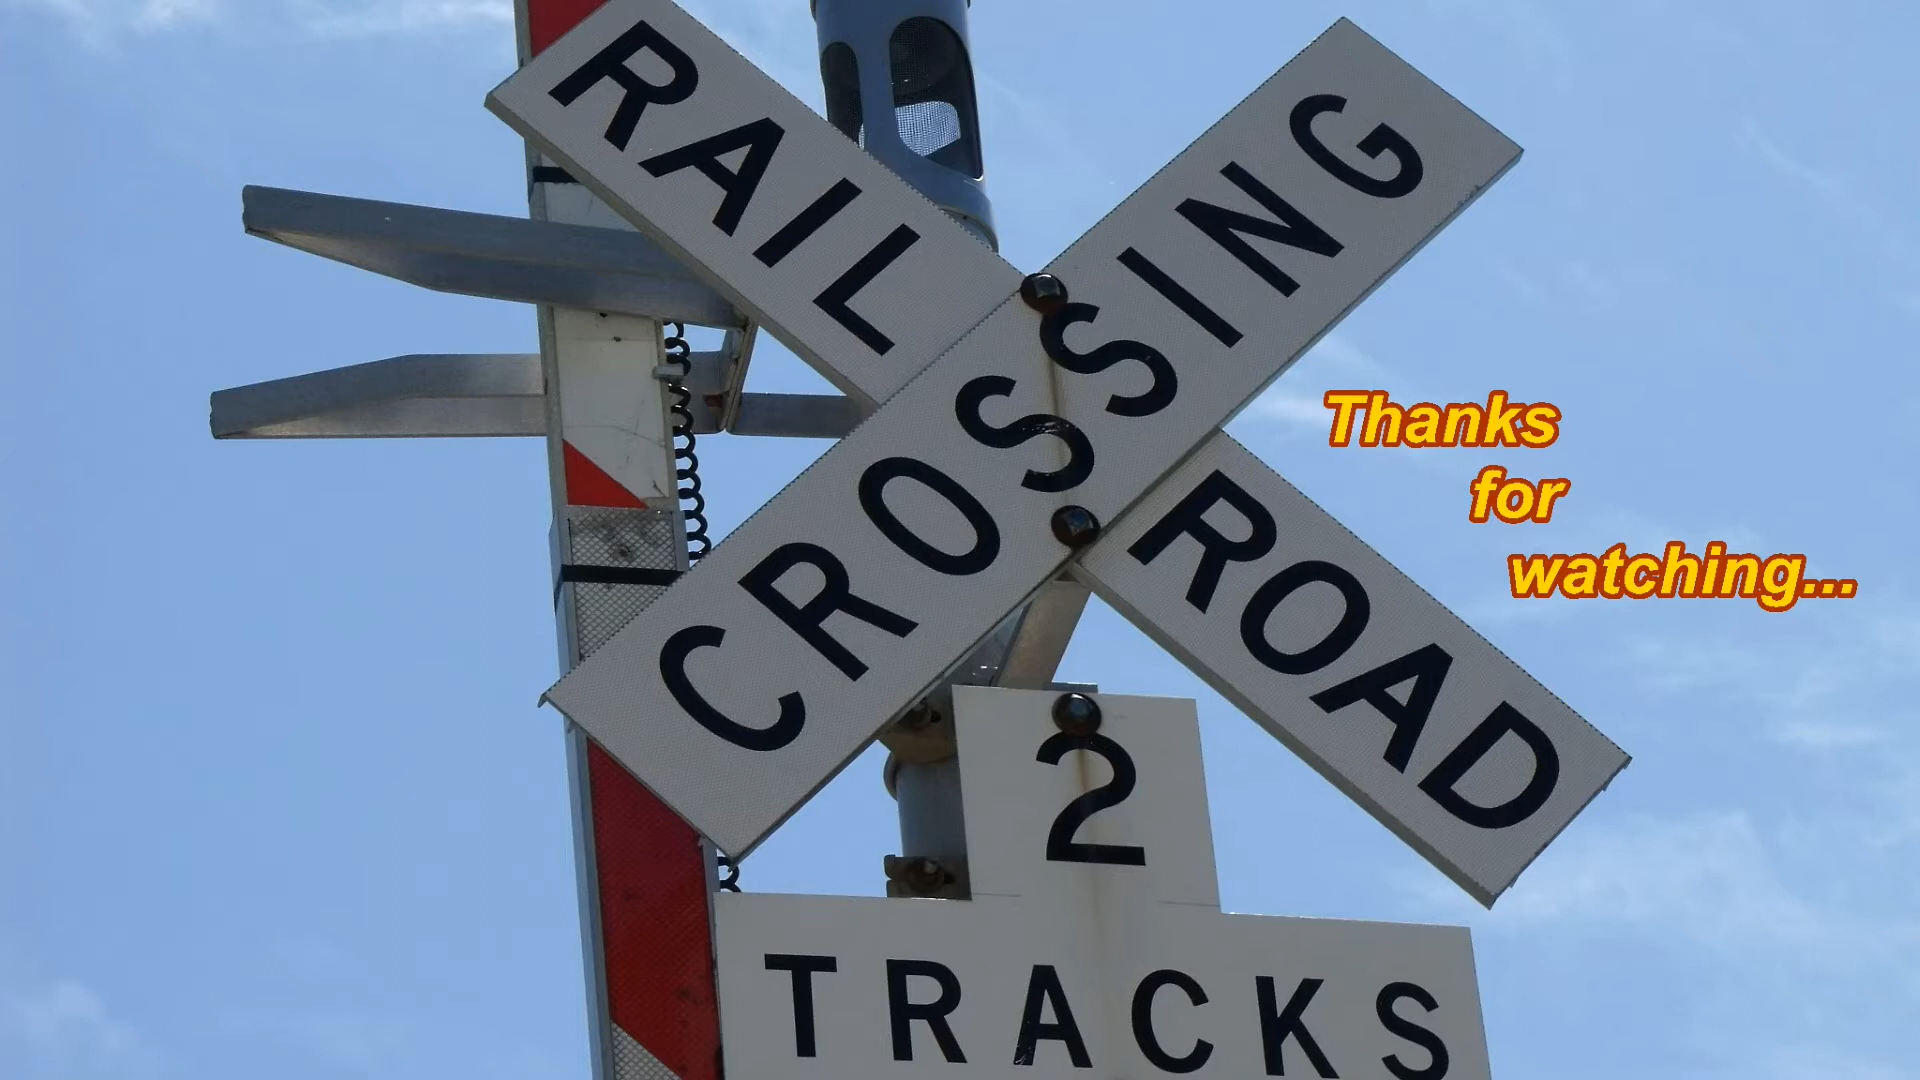 RAIL ROAD
CROSSING
2
TRACKS
Thanks
for
watching...